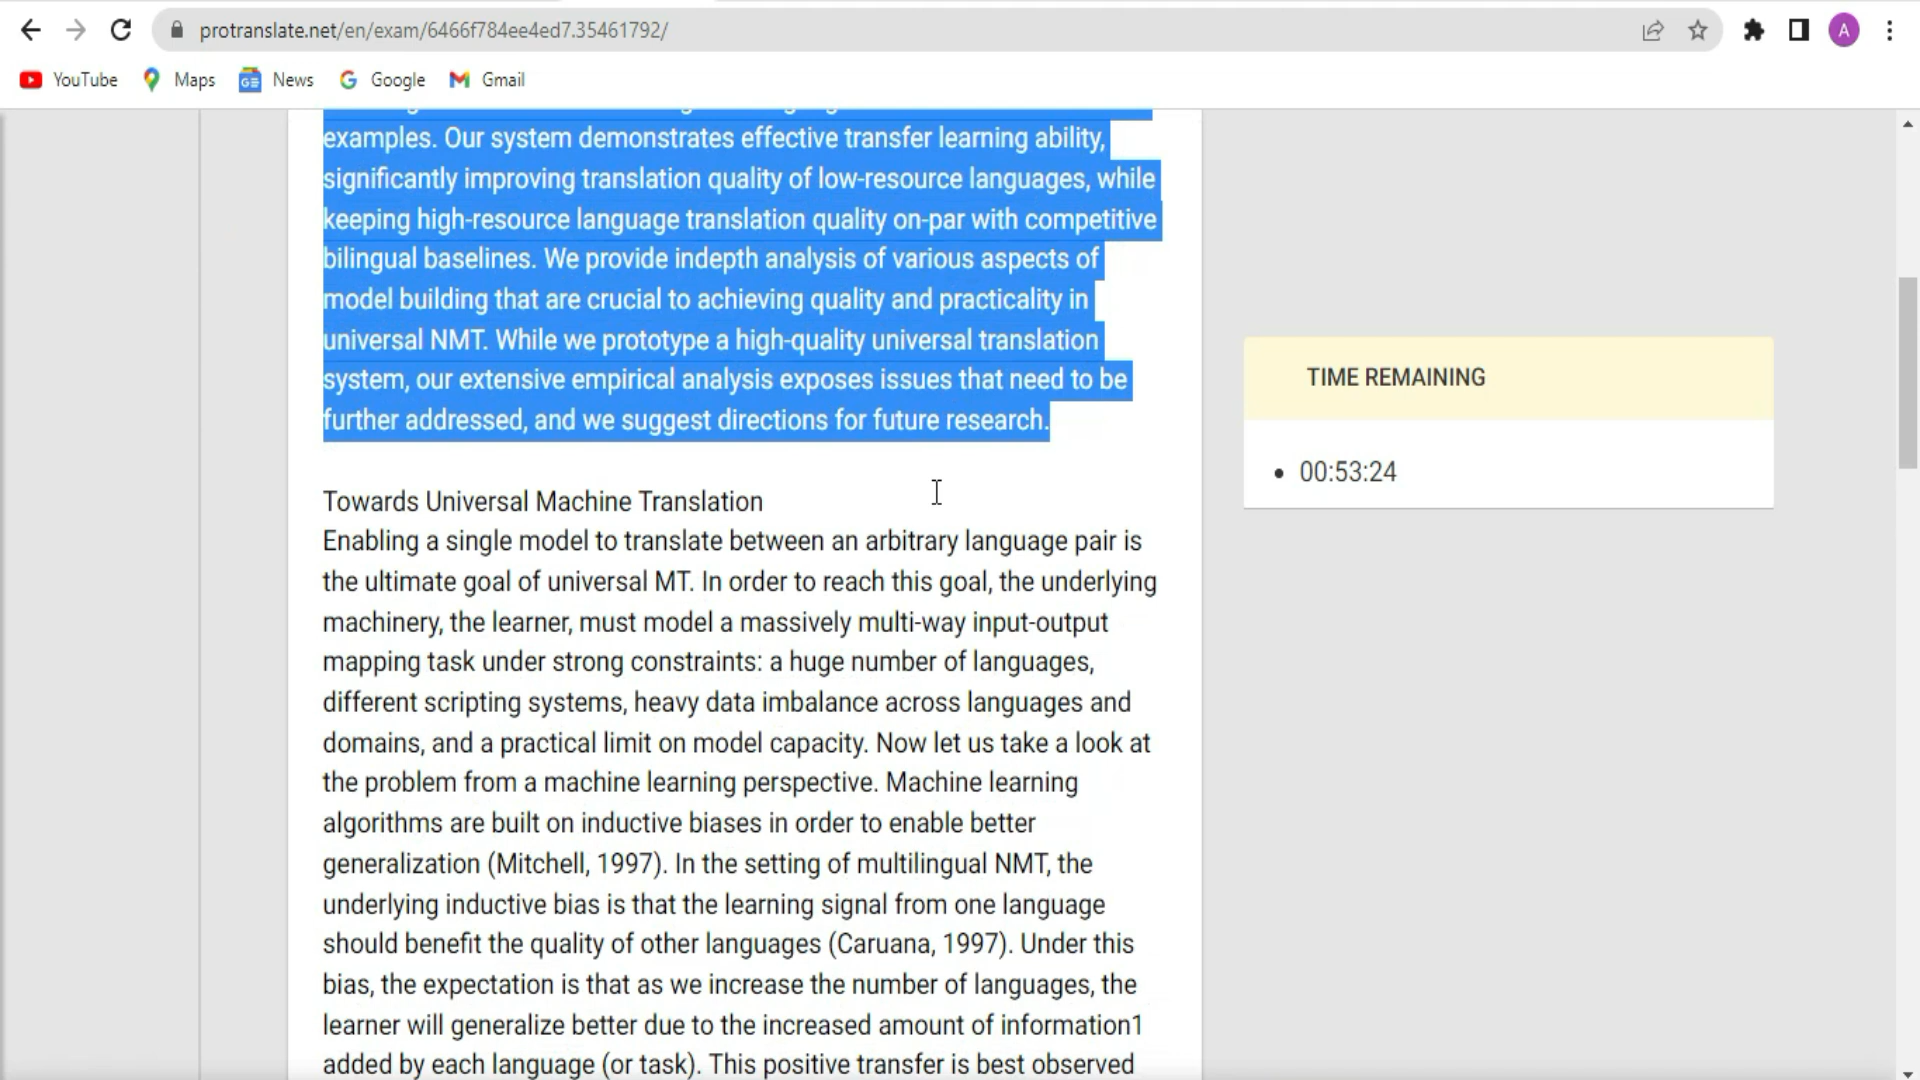 protranslate.net/en/exam/6466f784ee4ed7.35461792/
A
YouTube
Maps
News
Google
Gmail
examples. Our system demonstrates effective transfer learning ability,
significantly improving translation quality of low-resource languages, while
keeping high-resource language translation quality on-par with competitive
bilingual baselines. We provide indepth analysis of various aspects of
model building that are crucial to achieving quality and practicality in
universal NMT. While we prototype a high-quality universal translation
system, our extensive empirical analysis exposes issues that need to be
further addressed, and we suggest directions for future research.
Towards Universal Machine Translation
Enabling a single model to translate between an arbitrary language pair is
the ultimate goal of universal MT. In order to reach this goal, the underlying
machinery, the learner, must model a massively multi-way input-output
mapping task under strong constraints: a huge number of languages,
different scripting systems, heavy data imbalance across languages and
domains, and a practical limit on model capacity. Now let us take a look at
the problem from a machine learning perspective. Machine learning
algorithms are built on inductive biases in order to enable better
generalization (Mitchell, 1997). In the setting of multilingual NMT, the
underlying inductive bias is that the learning signal from one language
should benefit the quality of other languages (Caruana, 1997). Under this
bias, the expectation is that as we increase the number of languages, the
learner will generalize better due to the increased amount of information1
added by each language (or task). This positive transfer is best observed
TIME REMAINING
00:53:24